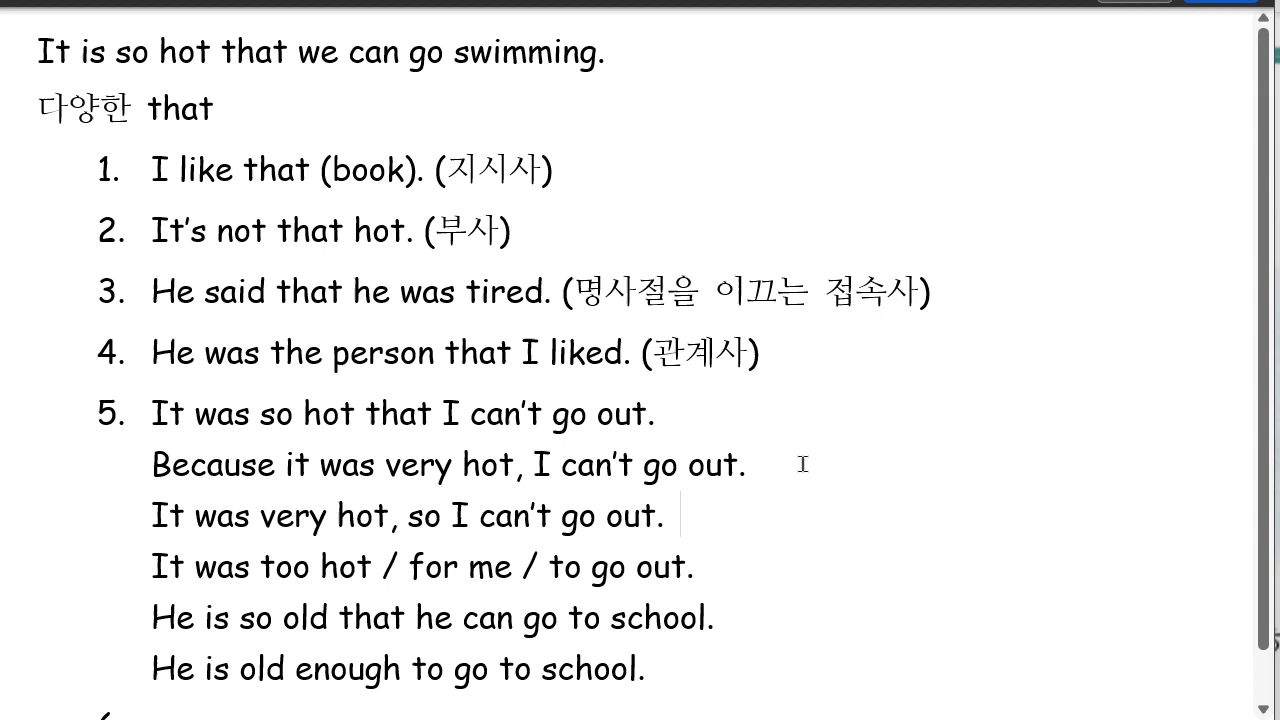 It is so hot that we can go swimming.
다양한 that
1. I like that (book). (지시사)
2. It’s not that hot. (부사)
3. He said that he was tired. (명사절을 이끄는 접속사)
4. He was the person that I liked. (관계사)
5. It was so hot that I can’t go out.
Because it was very hot, I can’t go out.
It was very hot, so I can’t go out.
It was too hot / for me / to go out.
He is so old that he can go to school.
He is old enough to go to school.